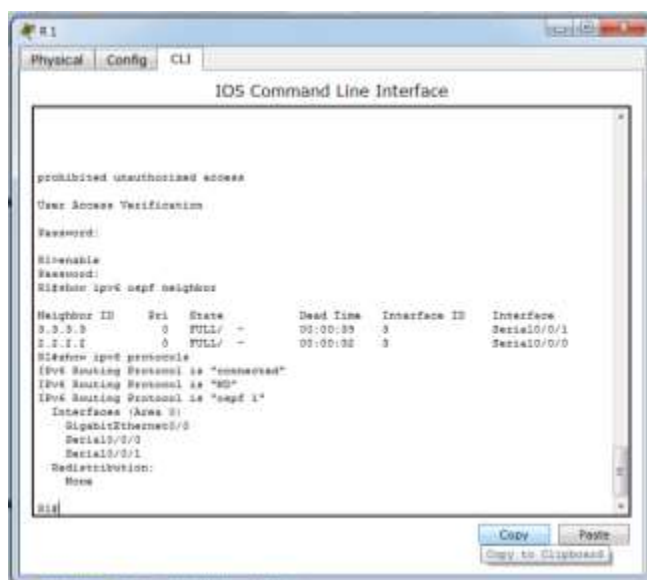 R1
Physical Config CLI
IOS Command Line Interface
prohibited unauthorized access
User Access Verification
Password:
R1>enable
Password:
R1#show ipv6 ospf neighbor
Neighbor ID Pri State Dead Time Interface ID Interface
3.3.3.3 0 FULL/ - 00:00:39 3 Serial0/0/1
2.2.2.2 0 FULL/ - 00:00:32 3 Serial0/0/0
R1#show ipv6 protocols
IPv6 Routing Protocol is "connected"
IPv6 Routing Protocol is "ND"
IPv6 Routing Protocol is "ospf 1"
Interfaces (Area 0)
GigabitEthernet0/0
Serial0/0/0
Serial0/0/1
Redistribution:
None
R1#
Copy Paste
Copy to Clipboard